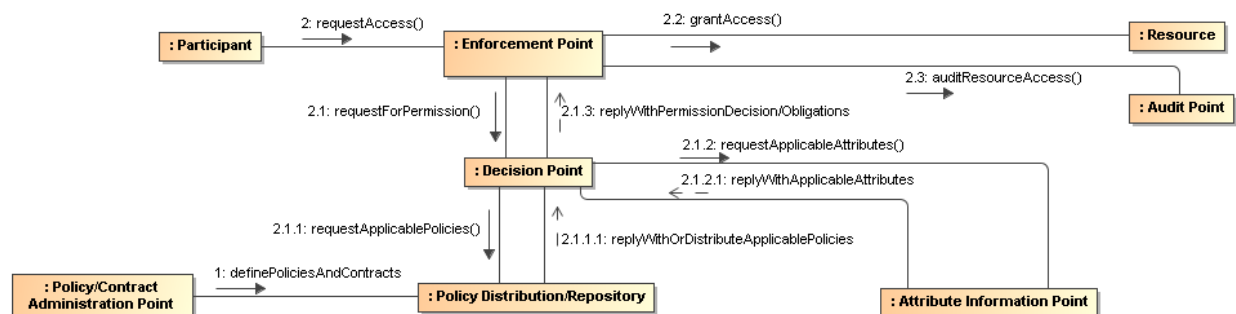 2: requestAccess()
2.2: grantAccess()
: Participant
: Enforcement Point
: Resource
2.3: auditResourceAccess()
: Audit Point
2.1: requestForPermission()
2.1.3: replyWithPermissionDecision/Obligations
2.1.2: requestApplicableAttributes()
: Decision Point
2.1.2.1: replyWithApplicableAttributes
2.1.1: requestApplicablePolicies()
2.1.1.1: replyWithOrDistributeApplicablePolicies
1: definePoliciesAndContracts
: Policy/Contract
Administration Point
: Policy Distribution/Repository
: Attribute Information Point